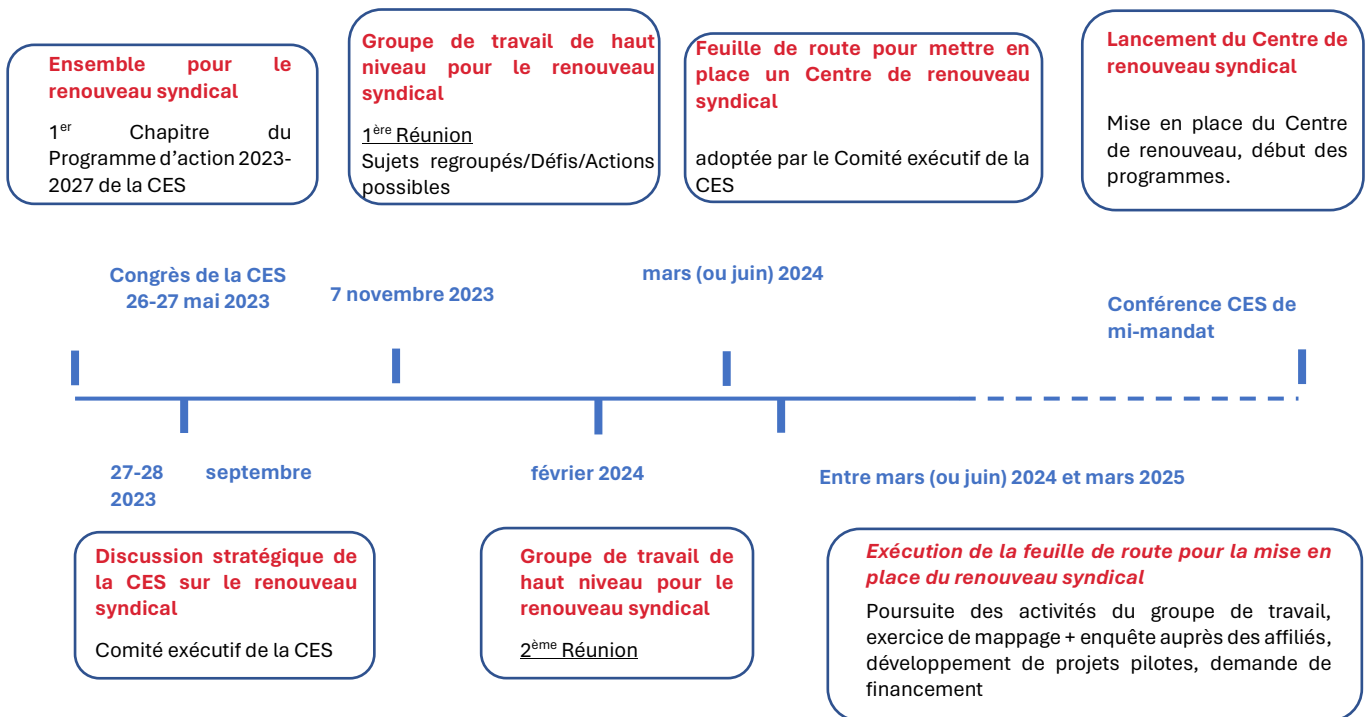 Ensemble pour le
renouveau syndical
1er Chapitre du
Programme d'action 2023-
2027 de la CES
Groupe de travail de haut
niveau pour le renouveau
syndical
1ère Réunion
Sujets regroupés/Défis/Actions
possibles
Feuille de route pour mettre en
place un Centre de renouveau
syndical
adoptée par le Comité exécutif de la
CES
Lancement du Centre de
renouveau syndical
Mise en place du Centre
de renouveau, début des
programmes.
Congrès de la CES
26-27 mai 2023
7 novembre 2023
mars (ou juin) 2024
Conférence CES de
mi-mandat
27-28 septembre
2023
février 2024
Entre mars (ou juin) 2024 et mars 2025
Discussion stratégique de
la CES sur le renouveau
syndical
Comité exécutif de la CES
Groupe de travail de
haut niveau pour le
renouveau syndical
2ème Réunion
Exécution de la feuille de route pour la mise en
place du renouveau syndical
Poursuite des activités du groupe de travail,
exercice de mappage + enquête auprès des affiliés,
développement de projets pilotes, demande de
financement